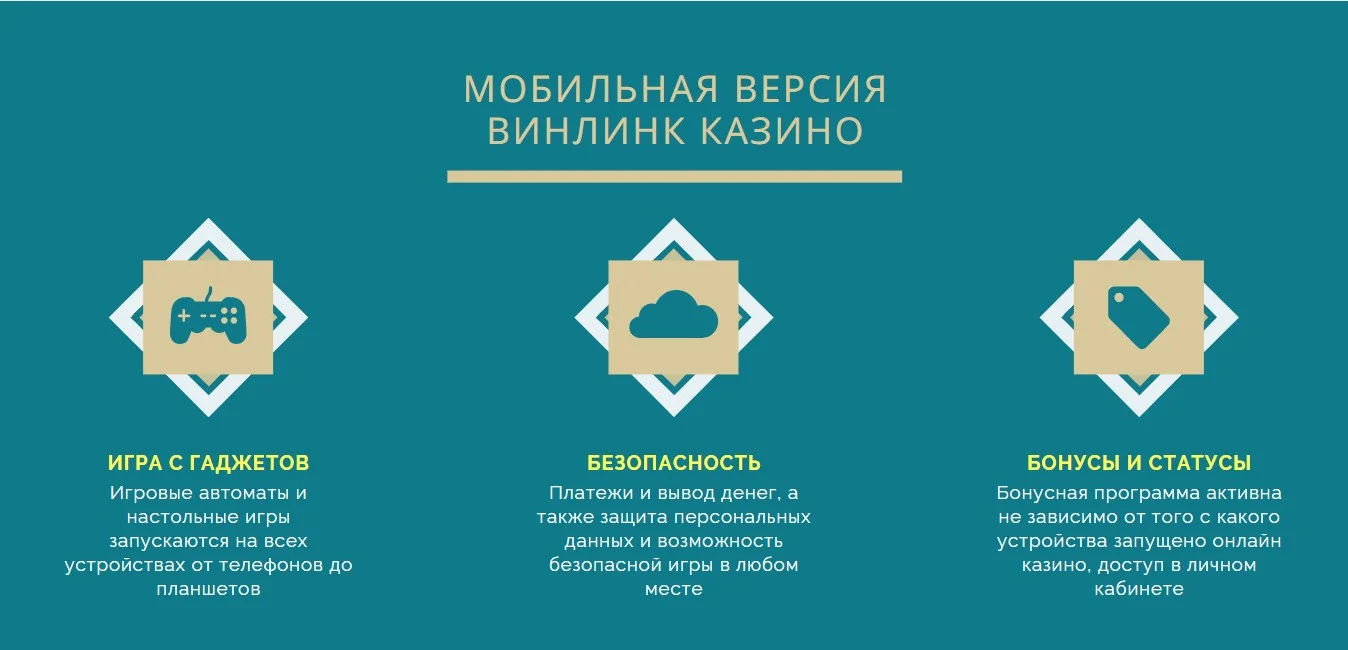 МОБИЛЬНАЯ ВЕРСИЯ
ВИНЛИНК КАЗИНО
ИГРА С ГАДЖЕТОВ
Игровые автоматы и
настольные игры
запускаются на всех
устройствах от телефонов до
планшетов
БЕЗОПАСНОСТЬ
Платежи и вывод денег, а
также защита персональных
данных и возможность
безопасной игры в любом
месте
БОНУСЫ И СТАТУСЫ
Бонусная программа активна
не зависимо от того с какого
устройства запущено онлайн
казино, доступ в личном
кабинете